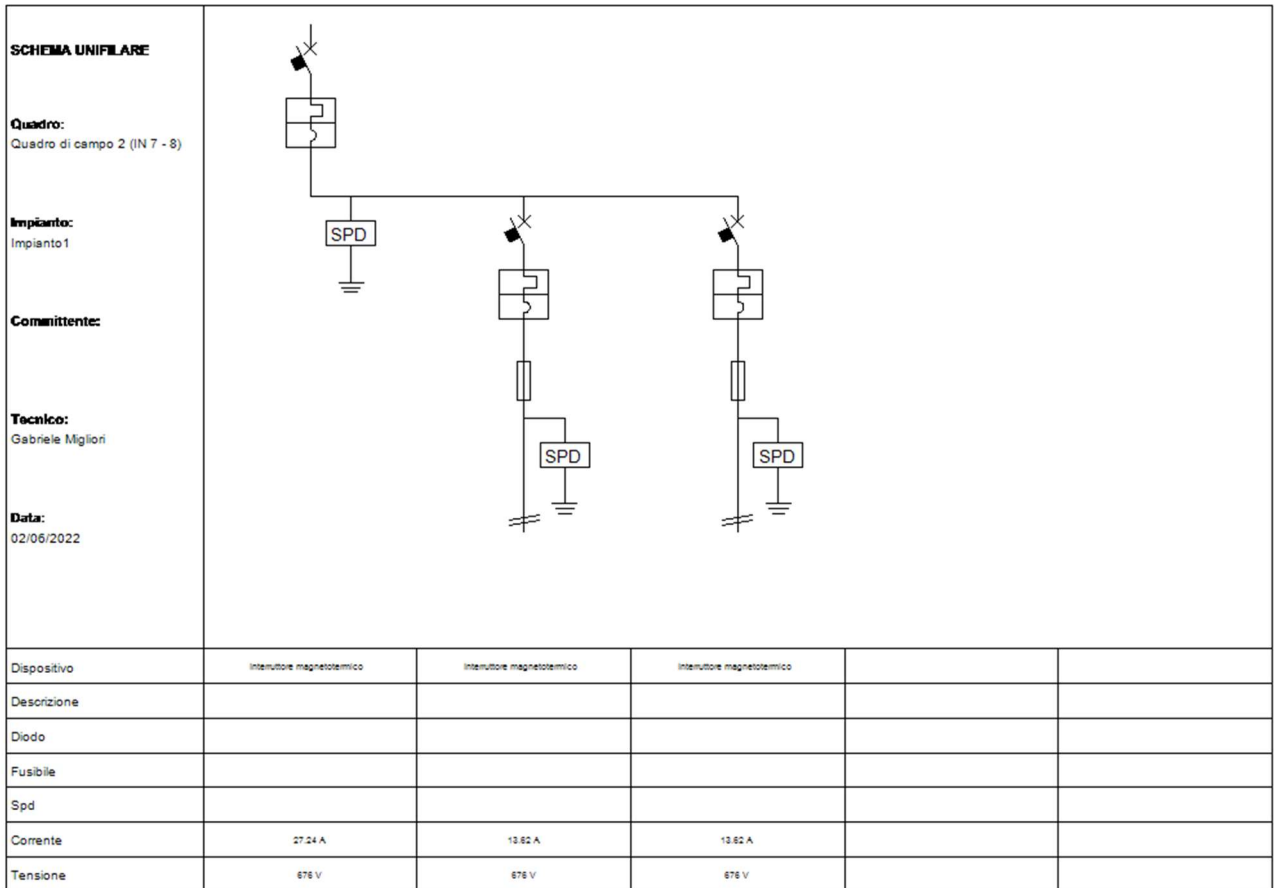 SCHEMA UNIFILARE
Quadro:
Quadro di campo 2 (IN 7 - 8)
Impianto:
Impianto1
Committente:
Tecnico:
Gabriele Migliori
Data:
02/06/2022
SPD
SPD
SPD
Dispositivo Interruttore magnetotermico Interruttore magnetotermico Interruttore magnetotermico
Descrizione
Diodo
Fusibile
Spd
Corrente 27.24 A 13.62 A 13.62 A
Tensione 676 V 676 V 676 V